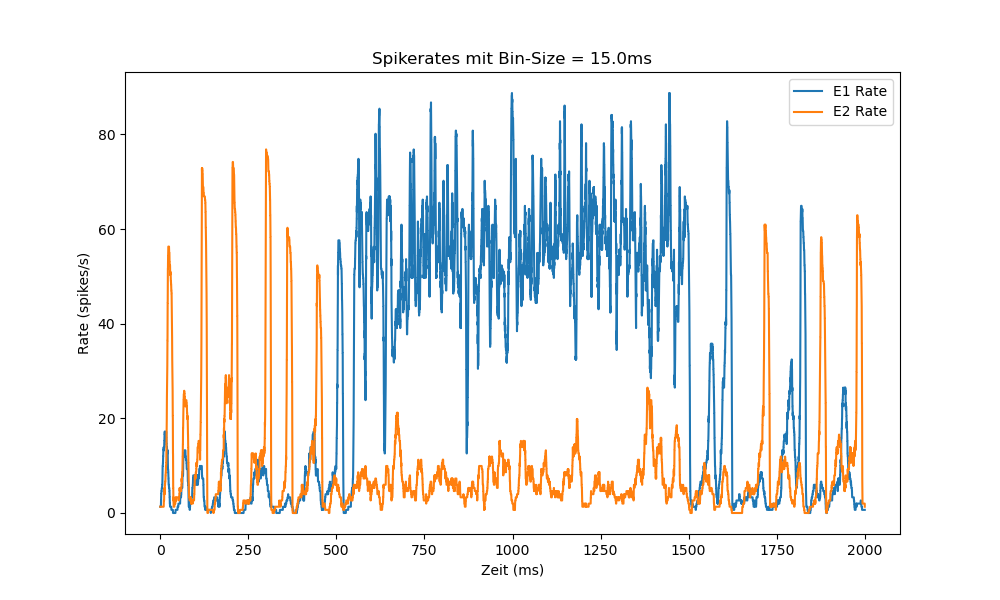 Spikerates mit Bin-Size = 15.0ms
E1 Rate
E2 Rate
Rate (spikes/s)
80
60
40
20
0
0 250 500 750 1000 1250 1500 1750 2000
Zeit (ms)